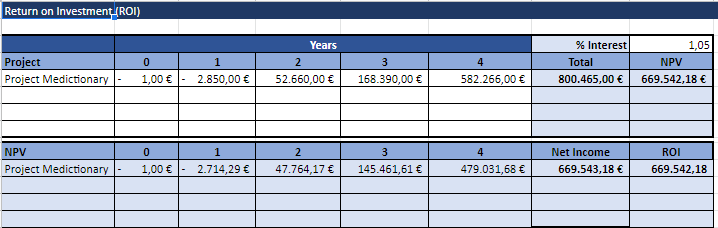 Return on Investment (ROI)
Years % Interest 1,05
Project 0 1 2 3 4 Total NPV
Project Medictionary - 1,00 € - 2.850,00 € 52.660,00 € 168.390,00 € 582.266,00 € 800.465,00 € 669.542,18 €
NPV 0 1 2 3 4 Net Income ROI
Project Medictionary - 1,00 € - 2.714,29 € 47.764,17 € 145.461,61 € 479.031,68 € 669.543,18 € 669.542,18